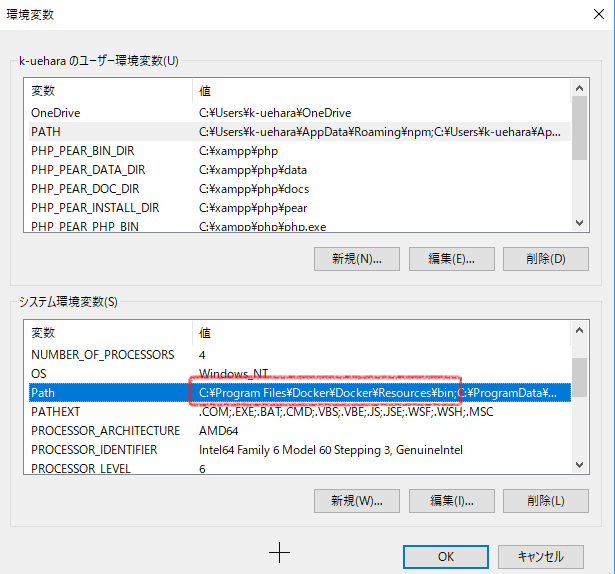 環境変数
k-uehara のユーザー環境変数(U)
変数 値
OneDrive C:¥Users¥k-uehara¥OneDrive
PATH C:¥Users¥k-uehara¥AppData¥Roaming¥npm;C:¥Users¥k-uehara¥Ap...
PHP_PEAR_BIN_DIR C:¥xampp¥php
PHP_PEAR_DATA_DIR C:¥xampp¥php¥data
PHP_PEAR_DOC_DIR C:¥xampp¥php¥docs
PHP_PEAR_INSTALL_DIR C:¥xampp¥php¥pear
PHP_PEAR_PHP_BIN C:¥xampp¥php¥php.exe
新規(N)... 編集(E)... 削除(D)
システム環境変数(S)
変数 値
NUMBER_OF_PROCESSORS 4
OS Windows_NT
Path C:¥Program Files¥Docker¥Docker¥Resources¥bin;C:¥ProgramData¥...
PATHEXT .COM;.EXE;.BAT;.CMD;.VBS;.VBE;.JS;.JSE;.WSF;.WSH;.MSC
PROCESSOR_ARCHITECTURE AMD64
PROCESSOR_IDENTIFIER Intel64 Family 6 Model 60 Stepping 3, GenuineIntel
PROCESSOR_LEVEL 6
新規(W)... 編集(I)... 削除(L)
OK キャンセル